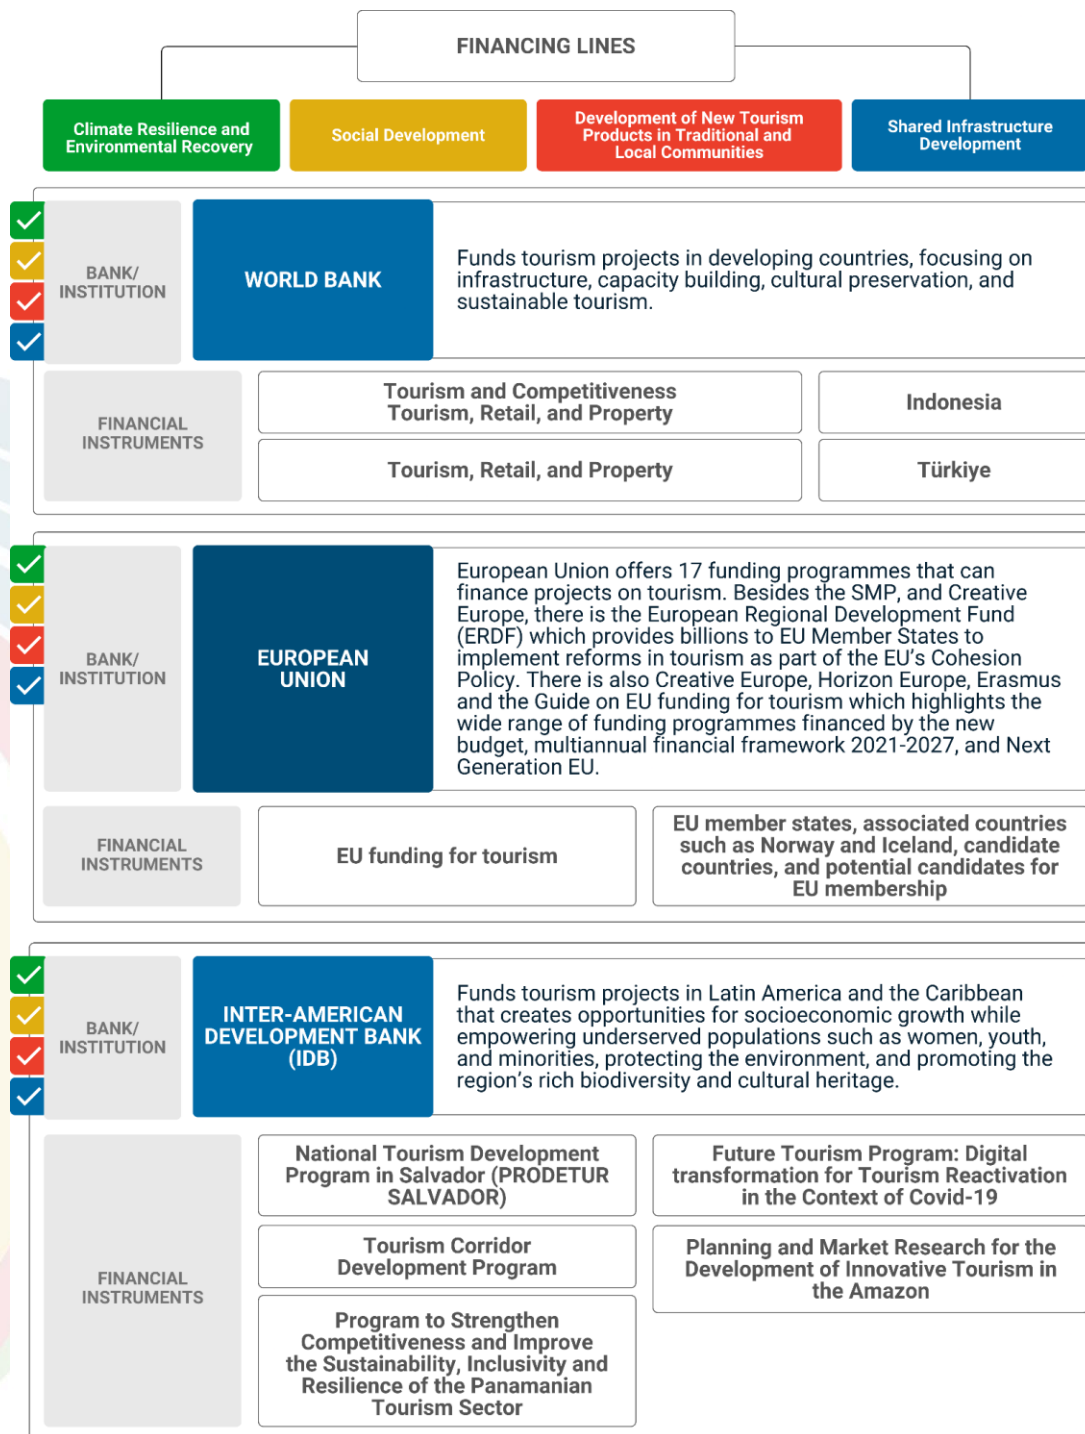 FINANCING LINES
Climate Resilience and
Environmental Recovery
Social Development
Development of New Tourism
Products in Traditional and
Local Communities
Shared Infrastructure
Development
BANK/
INSTITUTION
WORLD BANK
Funds tourism projects in developing countries, focusing on
infrastructure, capacity building, cultural preservation, and
sustainable tourism.
FINANCIAL
INSTRUMENTS
Tourism and Competitiveness
Tourism, Retail, and Property
Indonesia
Tourism, Retail, and Property
Türkiye
BANK/
INSTITUTION
EUROPEAN
UNION
European Union offers 17 funding programmes that can
finance projects on tourism. Besides the SMP, and Creative
Europe, there is the European Regional Development Fund
(ERDF) which provides billions to EU Member States to
implement reforms in tourism as part of the EU's Cohesion
Policy. There is also Creative Europe, Horizon Europe, Erasmus
and the Guide on EU funding for tourism which highlights the
wide range of funding programmes financed by the new
budget, multiannual financial framework 2021-2027, and Next
Generation EU.
FINANCIAL
INSTRUMENTS
EU funding for tourism
EU member states, associated countries
such as Norway and Iceland, candidate
countries, and potential candidates for
EU membership
BANK/
INSTITUTION
INTER-AMERICAN
DEVELOPMENT BANK
(IDB)
Funds tourism projects in Latin America and the Caribbean
that creates opportunities for socioeconomic growth while
empowering underserved populations such as women, youth,
and minorities, protecting the environment, and promoting the
region's rich biodiversity and cultural heritage.
FINANCIAL
INSTRUMENTS
National Tourism Development
Program in Salvador (PRODETUR
SALVADOR)
Future Tourism Program: Digital
transformation for Tourism Reactivation
in the Context of Covid-19
Tourism Corridor
Development Program
Planning and Market Research for the
Development of Innovative Tourism in
the Amazon
Program to Strengthen
Competitiveness and Improve
the Sustainability, Inclusivity and
Resilience of the Panamanian
Tourism Sector